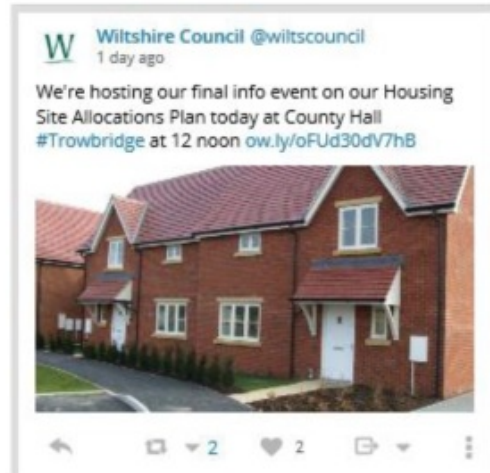 W
Wiltshire Council @wiltscouncil
1 day ago
We're hosting our final info event on our Housing
Site Allocations Plan today at County Hall
#Trowbridge at 12 noon ow.ly/oFUd30dV7hB
2
2